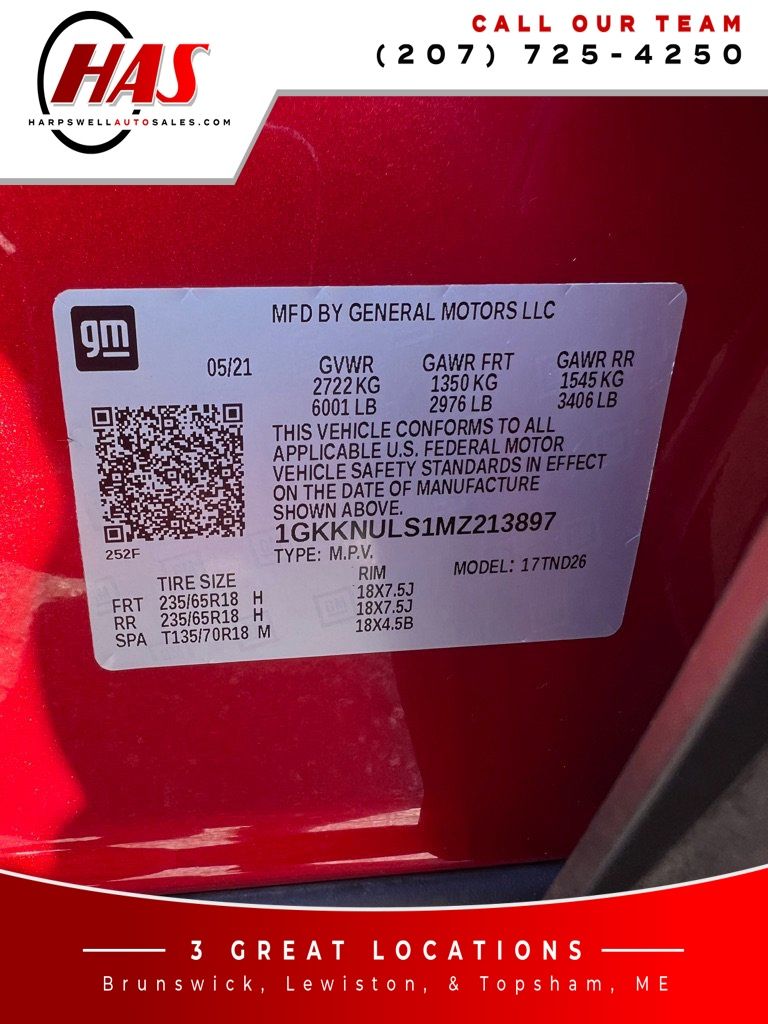 CALL OUR TEAM
(207) 725-4250
HAS
HARPSWELLAUTOSALES.COM
gm
MFD BY GENERAL MOTORS LLC
05/21 GVWR GAWR FRT GAWR RR
2722 KG 1350 KG 1545 KG
6001 LB 2976 LB 3406 LB
THIS VEHICLE CONFORMS TO ALL
APPLICABLE U.S. FEDERAL MOTOR
VEHICLE SAFETY STANDARDS IN EFFECT
ON THE DATE OF MANUFACTURE
SHOWN ABOVE.
1GKKNULS1MZ213897
252F
TYPE: M.P.V. MODEL: 17TND26
TIRE SIZE RIM
FRT 235/65R18 H 18X7.5J
RR 235/65R18 H 18X7.5J
SPA T135/70R18 M 18X4.5B
3 GREAT LOCATIONS
Brunswick, Lewiston, & Topsham, ME